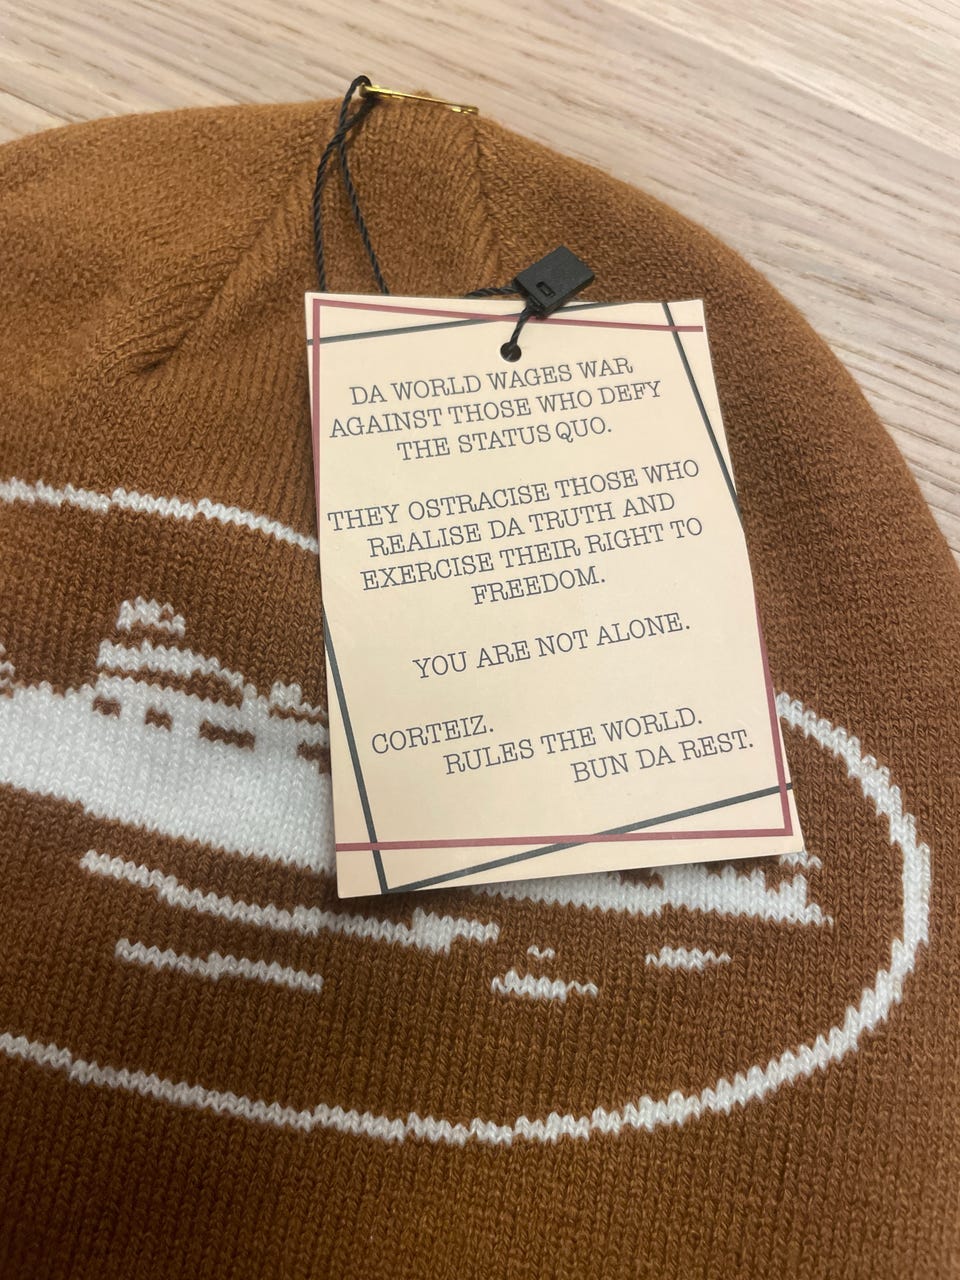 DA WORLD WAGES WAR
AGAINST THOSE WHO DEFY
THE STATUS QUO.
THEY OSTRACISE THOSE WHO
REALISE DA TRUTH AND
EXERCISE THEIR RIGHT TO
FREEDOM.
YOU ARE NOT ALONE.
CORTEIZ.
RULES THE WORLD.
BUN DA REST.